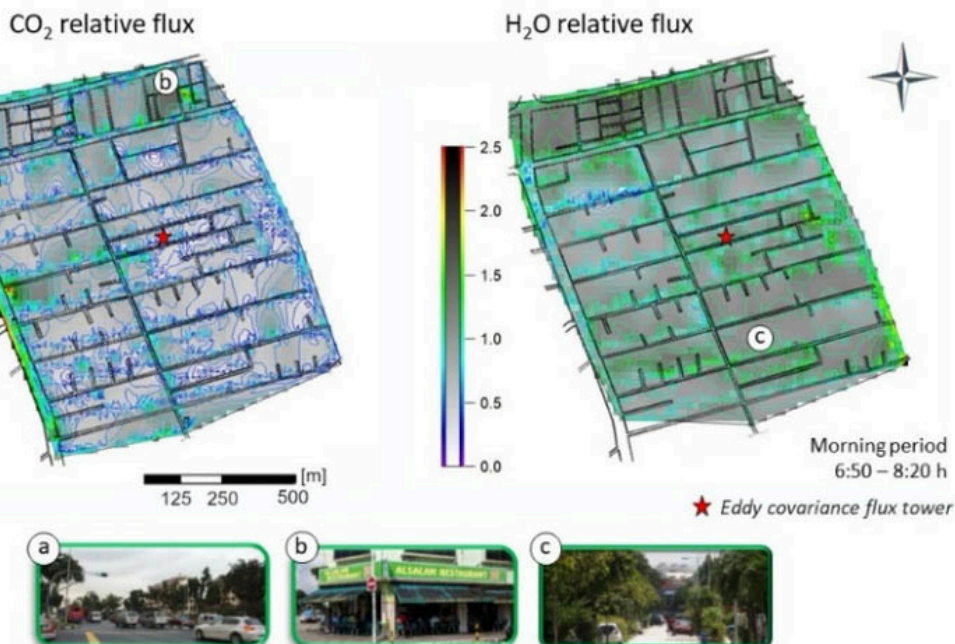 CO₂ relative flux
H₂O relative flux
b
2.5
2.0
1.5
1.0
0.5
0.0
c
Morning period
6:50 – 8:20 h
[m]
125 250 500
Eddy covariance flux tower
a
b
c
ALSALAM RESTAURANT